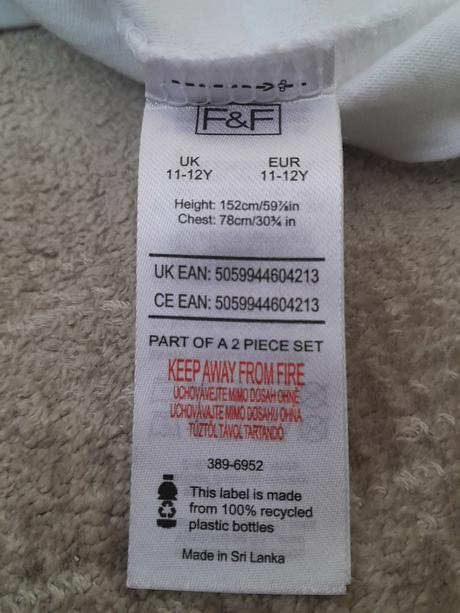 F&F
UK EUR
11-12Y 11-12Y
Height: 152cm/59⅞in
Chest: 78cm/30¾ in
UK EAN: 5059944604213
CE EAN: 5059944604213
PART OF A 2 PIECE SET
KEEP AWAY FROM FIRE
UCHOVÁVEJTE MIMO DOSAH OHNĚ
UCHOVÁVAJTE MIMO DOSAHU OHŇA
TŰZTŐL TÁVOL TARTANDÓ
389-6952
This label is made
from 100% recycled
plastic bottles
Made in Sri Lanka